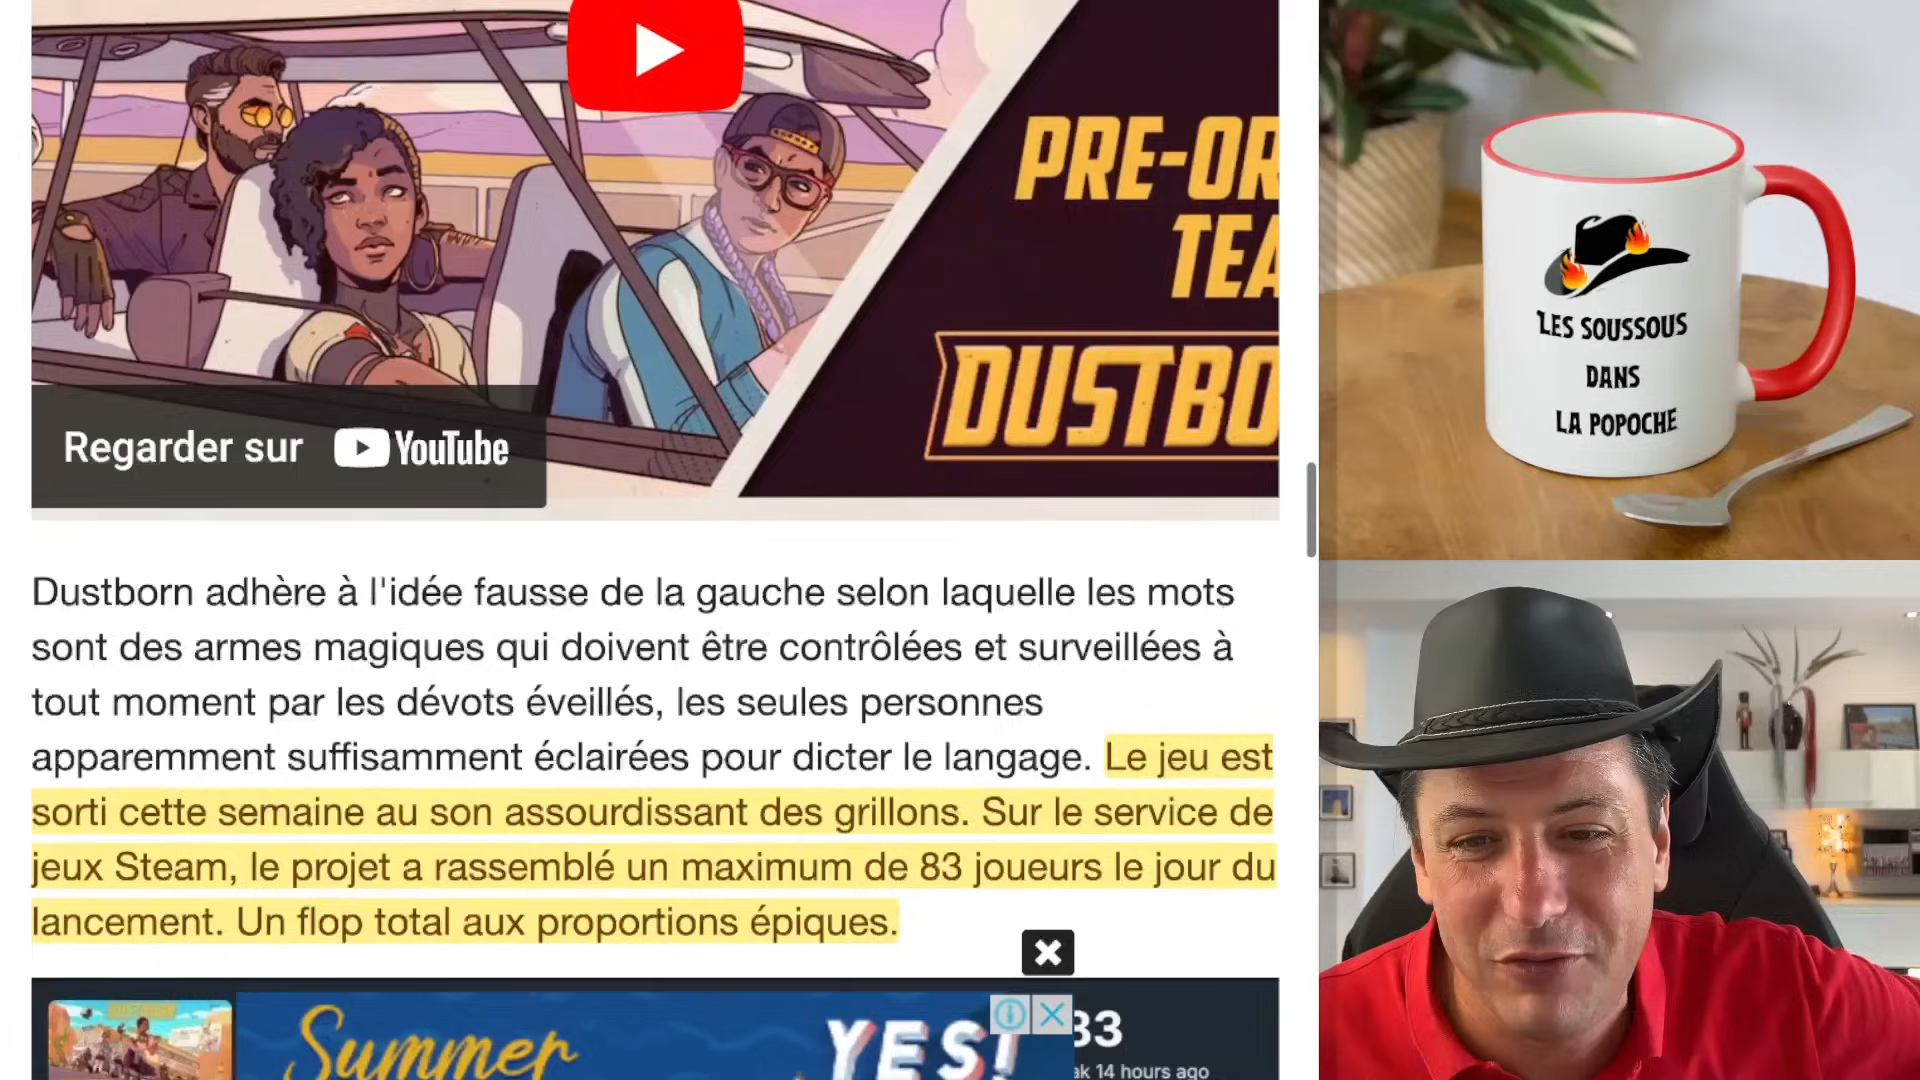 PRE-OR
TEA
DUSTBO
Regarder sur YouTube
Dustborn adhère à l'idée fausse de la gauche selon laquelle les mots
sont des armes magiques qui doivent être contrôlées et surveillées à
tout moment par les dévots éveillés, les seules personnes
apparemment suffisamment éclairées pour dicter le langage. Le jeu est
sorti cette semaine au son assourdissant des grillons. Sur le service de
jeux Steam, le projet a rassemblé un maximum de 83 joueurs le jour du
lancement. Un flop total aux proportions épiques.
Summer
YES!
83
ak 14 hours ago
LES SOUSSOUS
DANS
LA POPOCHE